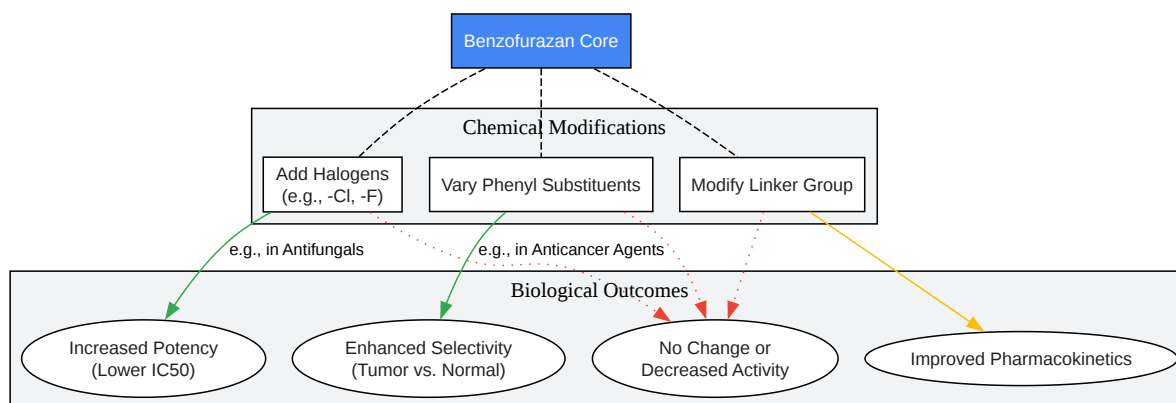 Benzofurazan Core
Chemical Modifications
Add Halogens
(e.g., -Cl, -F)
Vary Phenyl Substituents
Modify Linker Group
e.g., in Antifungals
e.g., in Anticancer Agents
Biological Outcomes
Increased Potency
(Lower IC50)
Enhanced Selectivity
(Tumor vs. Normal)
No Change or
Decreased Activity
Improved Pharmacokinetics